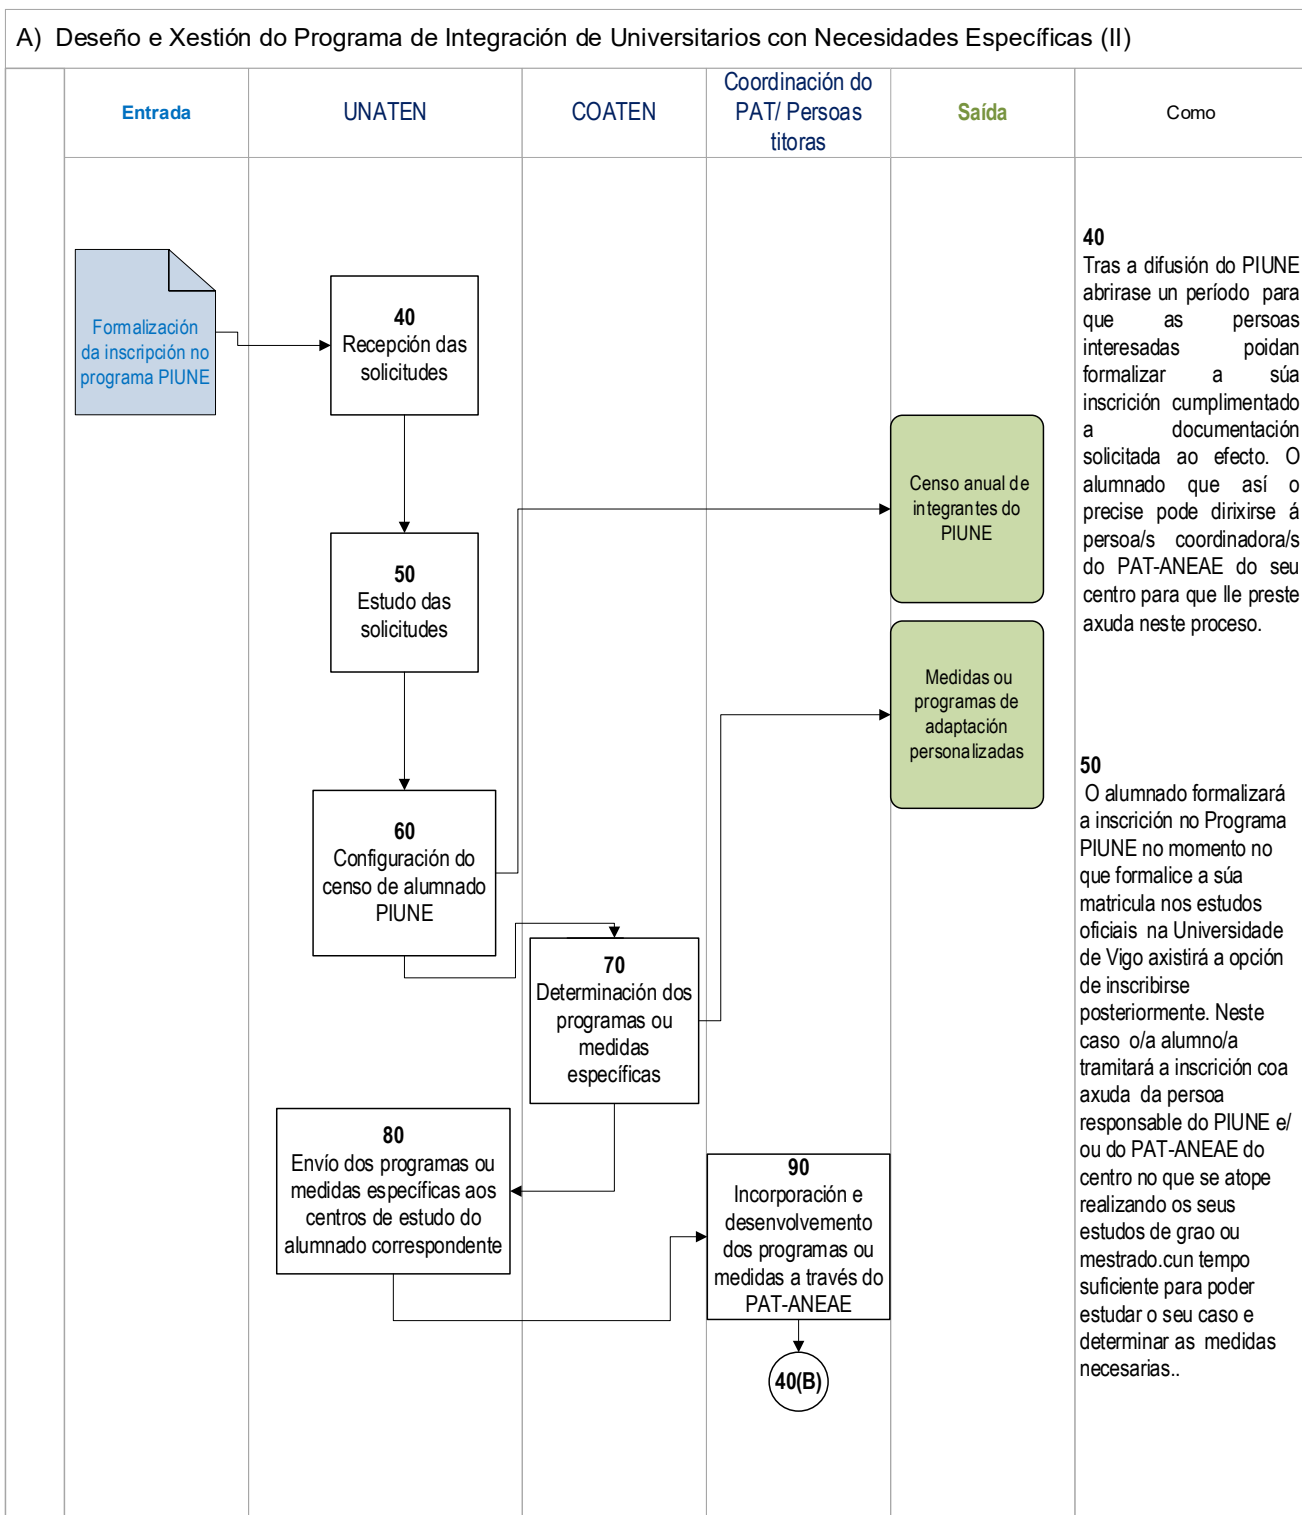 A) Deseño e Xestión do Programa de Integración de Universitarios con Necesidades Específicas (II)
Entrada
UNATEN
COATEN
Coordinación do
PAT/ Persoas
titoras
Saída
Como
Formalización
da inscripción no
programa PIUNE
40
Recepción das
solicitudes
50
Estudo das
solicitudes
60
Configuración do
censo de alumnado
PIUNE
70
Determinación dos
programas ou
medidas
específicas
80
Envío dos programas ou
medidas específicas aos
centros de estudo do
alumnado correspondente
90
Incorporación e
desenvolvemento
dos programas ou
medidas a través do
PAT-ANEAE
40(B)
Censo anual de
integrantes do
PIUNE
Medidas ou
programas de
adaptación
personalizadas
40
Tras a difusión do PIUNE
abrirase un período para
que as persoas
interesadas poidan
formalizar a súa
inscrición cumplimentado
a documentación
solicitada ao efecto. O
alumnado que así o
precise pode dirixirse á
persoa/s coordinadora/s
do PAT-ANEAE do seu
centro para que lle preste
axuda neste proceso.
50
O alumnado formalizará
a inscrición no Programa
PIUNE no momento no
que formalice a súa
matricula nos estudos
oficiais na Universidade
de Vigo axistirá a opción
de inscribirse
posteriormente. Neste
caso o/a alumno/a
tramitará a inscrición coa
axuda da persoa
responsable do PIUNE e/
ou do PAT-ANEAE do
centro no que se atope
realizando os seus
estudos de grao ou
mestrado.cun tempo
suficiente para poder
estudar o seu caso e
determinar as medidas
necesarias..